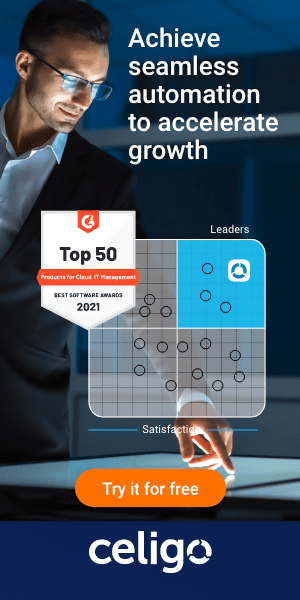 Achieve
seamless
automation
to accelerate
growth
Leaders
Top 50
Products for Cloud IT Management
BEST SOFTWARE AWARDS
2021
Satisfaction
Try it for free
celigo